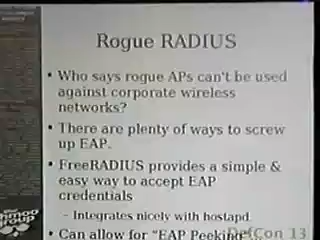 Rogue RADIUS
• Who says rogue APs can't be used
against corporate wireless
networks?
• There are plenty of ways to screw
up EAP.
• FreeRADIUS provides a simple &
easy way to accept EAP
credentials
– Integrates nicely with hostapd
• Can allow for "EAP Peeking"
DefCon 13
group